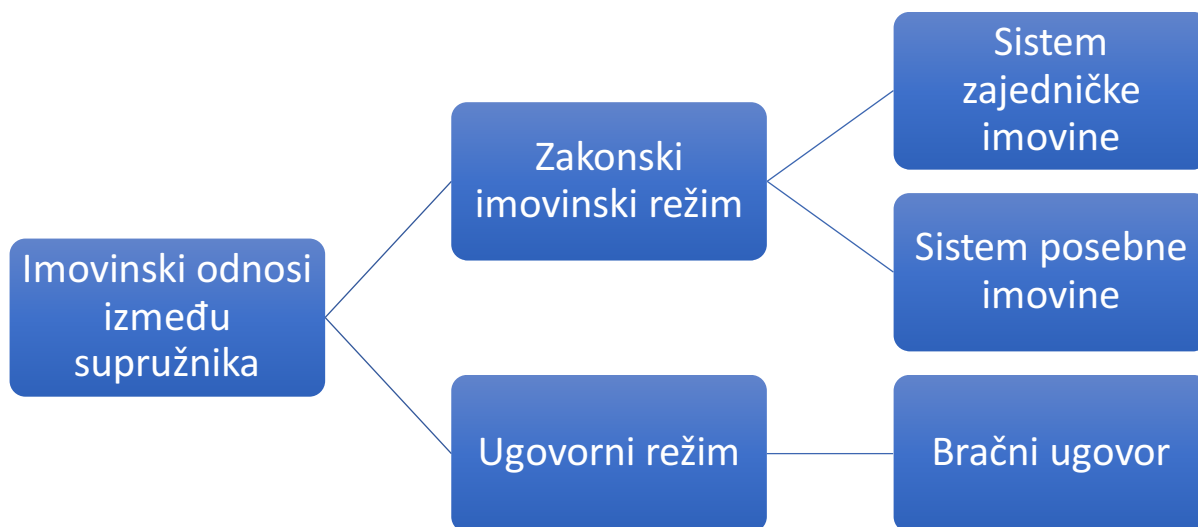 Imovinski odnosi
između
supružnika
Zakonski
imovinski režim
Ugovorni režim
Sistem
zajedničke
imovine
Sistem posebne
imovine
Bračni ugovor